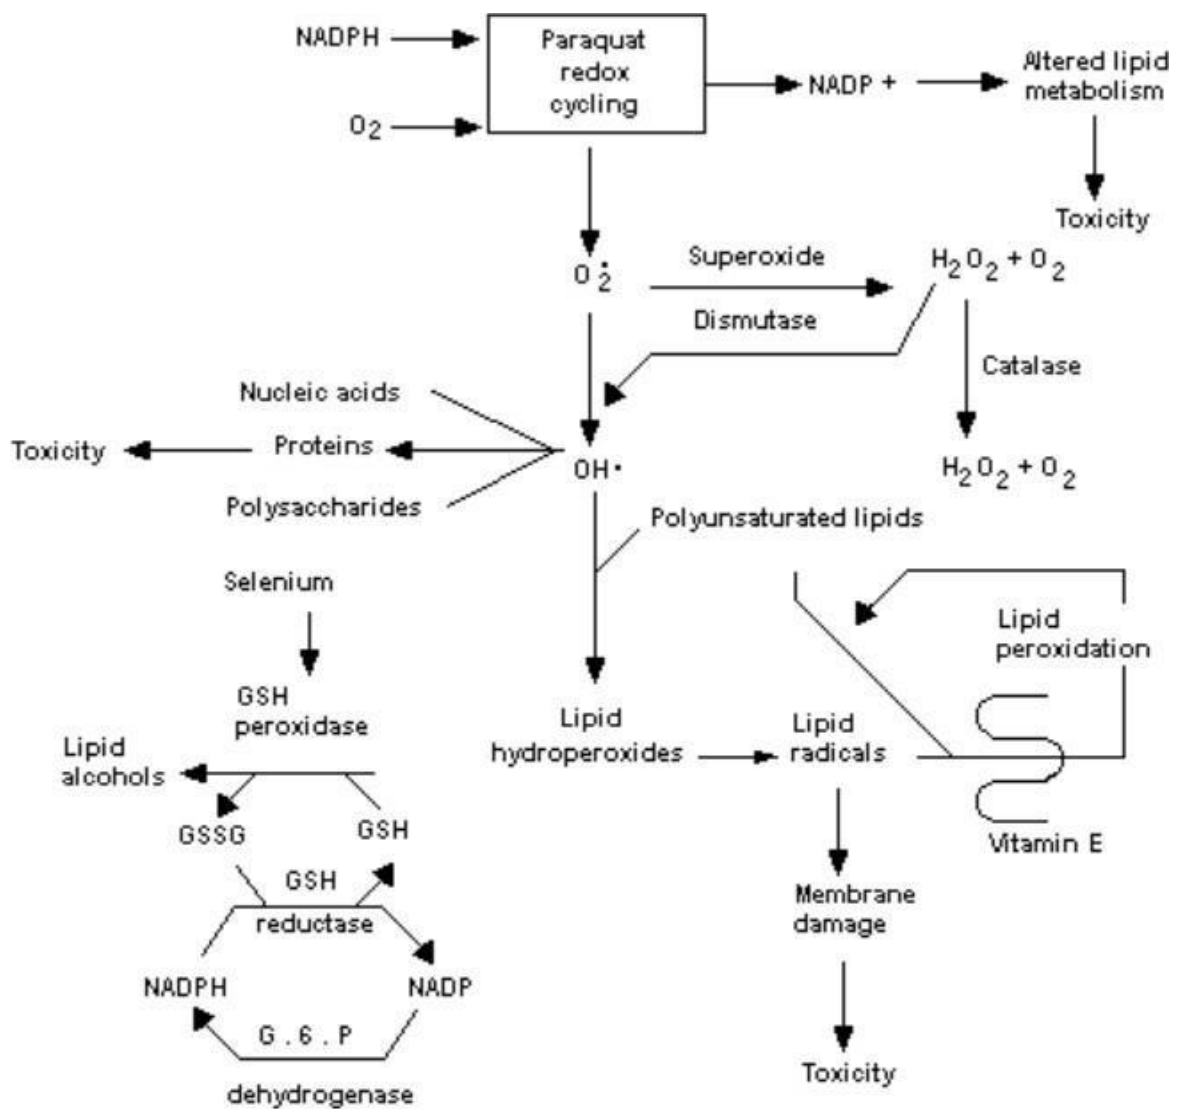 NADPH
Paraquat
redox
cycling
O2
NADP +
Altered lipid
metabolism
Toxicity
O2•
Superoxide
Dismutase
H2O2 + O2
Catalase
H2O2 + O2
Nucleic acids
Toxicity
Proteins
OH•
Polysaccharides
Polyunsaturated lipids
Selenium
GSH
peroxidase
Lipid
alcohols
GSSG
GSH
GSH
reductase
NADPH
NADP
G . 6 . P
dehydrogenase
Lipid
hydroperoxides
Lipid
radicals
Lipid
peroxidation
Vitamin E
Membrane
damage
Toxicity